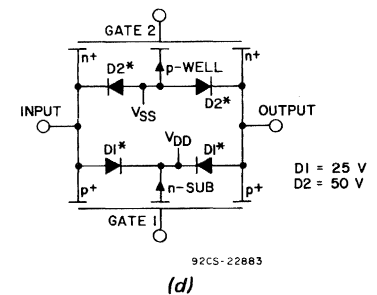 GATE 2
n+
p-WELL
n+
D2*
D2*
INPUT
VSS
OUTPUT
VDD
D1*
D1*
D1 = 25 V
D2 = 50 V
p+
n-SUB
p+
GATE 1
92CS-22883
(d)